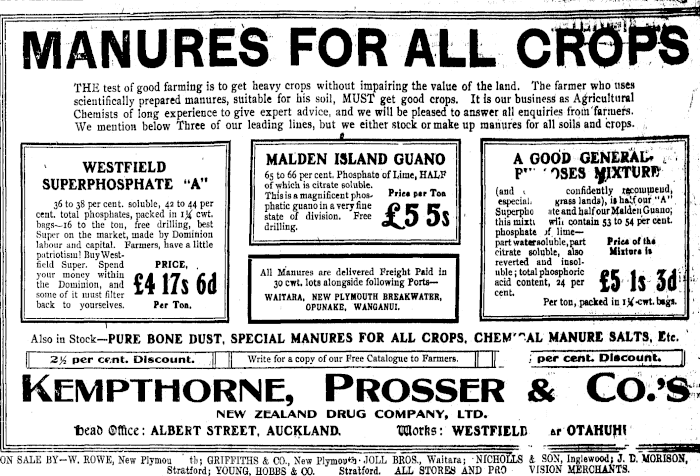 MANURES FOR ALL CROPS
THE test of good farming is to get heavy crops without impairing the value of the land. The farmer who uses
scientifically prepared manures, suitable for his soil, MUST get good crops. It is our business as Agricultural
Chemists of long experience to give expert advice, and we will be pleased to answer all enquiries from farmers.
We mention below Three of our leading lines, but we either stock or make up manures for all soils and crops.
WESTFIELD
SUPERPHOSPHATE "A"
36 to 38 per cent. soluble, 42 to 44 per
cent. total phosphates, packed in 1¼ cwt.
bags—16 to the ton, free drilling, best
Super on the market, made by Dominion
labour and capital. Farmers, have a little
patriotism! Buy West-
field Super. Spend
your money within
the Dominion, and
some of it must filter
back to yourselves.
PRICE,
£4 17s 6d
Per Ton.
MALDEN ISLAND GUANO
65 to 66 per cent. Phosphate of Lime, HALF
of which is citrate soluble.
This is a magnificent phos-
phatic guano in a very fine
state of division. Free
drilling.
Price per Ton
£5 5s
All Manures are delivered Freight Paid in
30 cwt. lots alongside following Ports—
WAITARA, NEW PLYMOUTH BREAKWATER,
OPUNAKE, WANGANUI.
A GOOD GENERAL
MIXTURE
(and confidently recommend,
especial grass lands), is half our "A"
Superpho ate and half our Malden Guano;
this mixt will contain 53 to 54 per cent.
phosphate of lime—
part water soluble, part
citrate soluble, also
reverted and insol-
uble; total phosphoric
acid content, 24 per
cent.
Price of the
Mixture is
£5 1s 3d
Per ton, packed in 1¼-cwt. bags.
Also in Stock—PURE BONE DUST, SPECIAL MANURES FOR ALL CROPS, CHEMICAL MANURE SALTS, Etc.
2½ per cent. Discount.
Write for a copy of our Free Catalogue to Farmers.
per cent. Discount.
KEMPTHORNE, PROSSER & CO.'S
NEW ZEALAND DRUG COMPANY, LTD.
Head Office: ALBERT STREET, AUCKLAND. Works: WESTFIELD OTAHUHU
ON SALE BY—W. ROWE, New Plymouth; GRIFFITHS & CO., New Plymouth; JOLL BROS., Waitara; NICHOLLS & SON, Inglewood; J. D. MORISON,
Stratford; YOUNG, HOBBS & CO. Stratford. ALL STORES AND PRO VISION MERCHANTS.